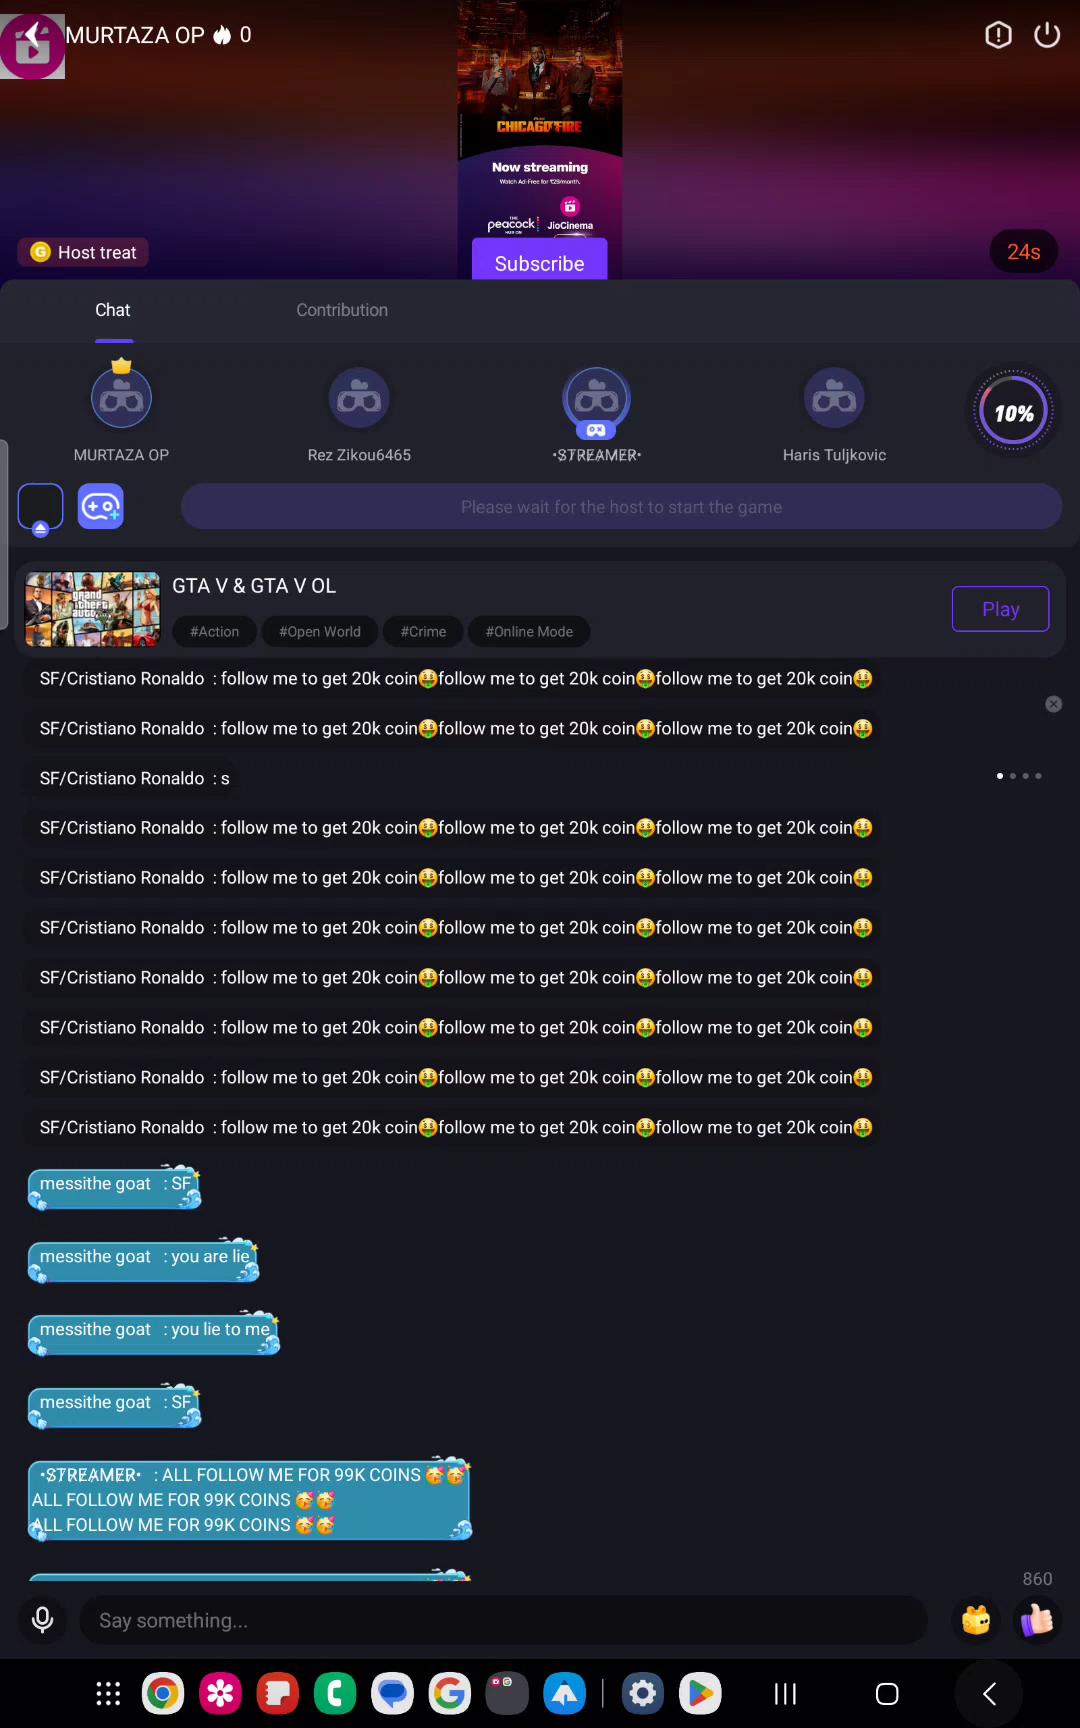 MURTAZA OP 0
CHICAGO FIRE
Now streaming
Watch Ad-Free for ₹29/month.
THE
peacock
HUB ON
JioCinema
G Host treat
Subscribe
24s
Chat
Contribution
MURTAZA OP
Rez Zikou6465
•STREAMER•
Haris Tuljkovic
10%
Please wait for the host to start the game
grand
theft
auto
GTA V & GTA V OL
#Action
#Open World
#Crime
#Online Mode
Play
SF/Cristiano Ronaldo : follow me to get 20k coin🤑follow me to get 20k coin🤑follow me to get 20k coin🤑
SF/Cristiano Ronaldo : follow me to get 20k coin🤑follow me to get 20k coin🤑follow me to get 20k coin🤑
SF/Cristiano Ronaldo : s
SF/Cristiano Ronaldo : follow me to get 20k coin🤑follow me to get 20k coin🤑follow me to get 20k coin🤑
SF/Cristiano Ronaldo : follow me to get 20k coin🤑follow me to get 20k coin🤑follow me to get 20k coin🤑
SF/Cristiano Ronaldo : follow me to get 20k coin🤑follow me to get 20k coin🤑follow me to get 20k coin🤑
SF/Cristiano Ronaldo : follow me to get 20k coin🤑follow me to get 20k coin🤑follow me to get 20k coin🤑
SF/Cristiano Ronaldo : follow me to get 20k coin🤑follow me to get 20k coin🤑follow me to get 20k coin🤑
SF/Cristiano Ronaldo : follow me to get 20k coin🤑follow me to get 20k coin🤑follow me to get 20k coin🤑
SF/Cristiano Ronaldo : follow me to get 20k coin🤑follow me to get 20k coin🤑follow me to get 20k coin🤑
messithe goat : SF
messithe goat : you are lie
messithe goat : you lie to me
messithe goat : SF
•STREAMER• : ALL FOLLOW ME FOR 99K COINS 🥳🥳
ALL FOLLOW ME FOR 99K COINS 🥳🥳
ALL FOLLOW ME FOR 99K COINS 🥳🥳
860
Say something...